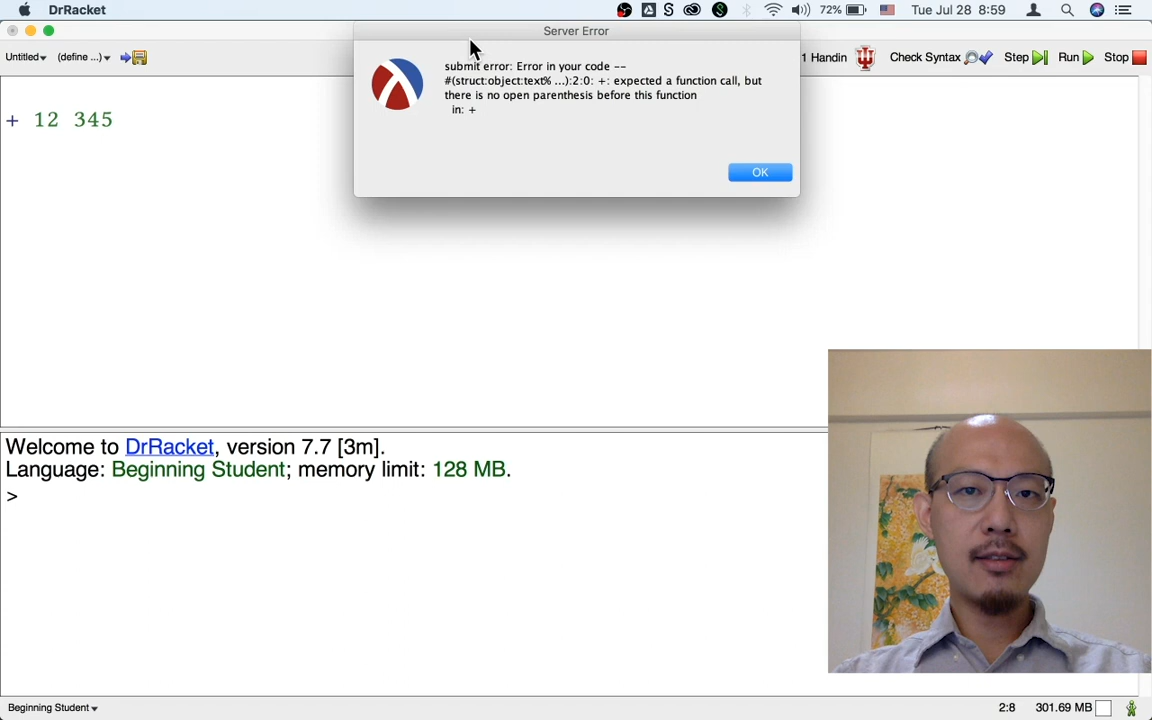 DrRacket
72%
Tue Jul 28 8:59
Server Error
Untitled
(define ...)
1 Handin
Check Syntax
Step
Run
Stop
submit error: Error in your code --
#(struct:object:text% ...):2:0: +: expected a function call, but
there is no open parenthesis before this function
in: +
OK
+ 12 345
Welcome to DrRacket, version 7.7 [3m].
Language: Beginning Student; memory limit: 128 MB.
>
Beginning Student
2:8
301.69 MB